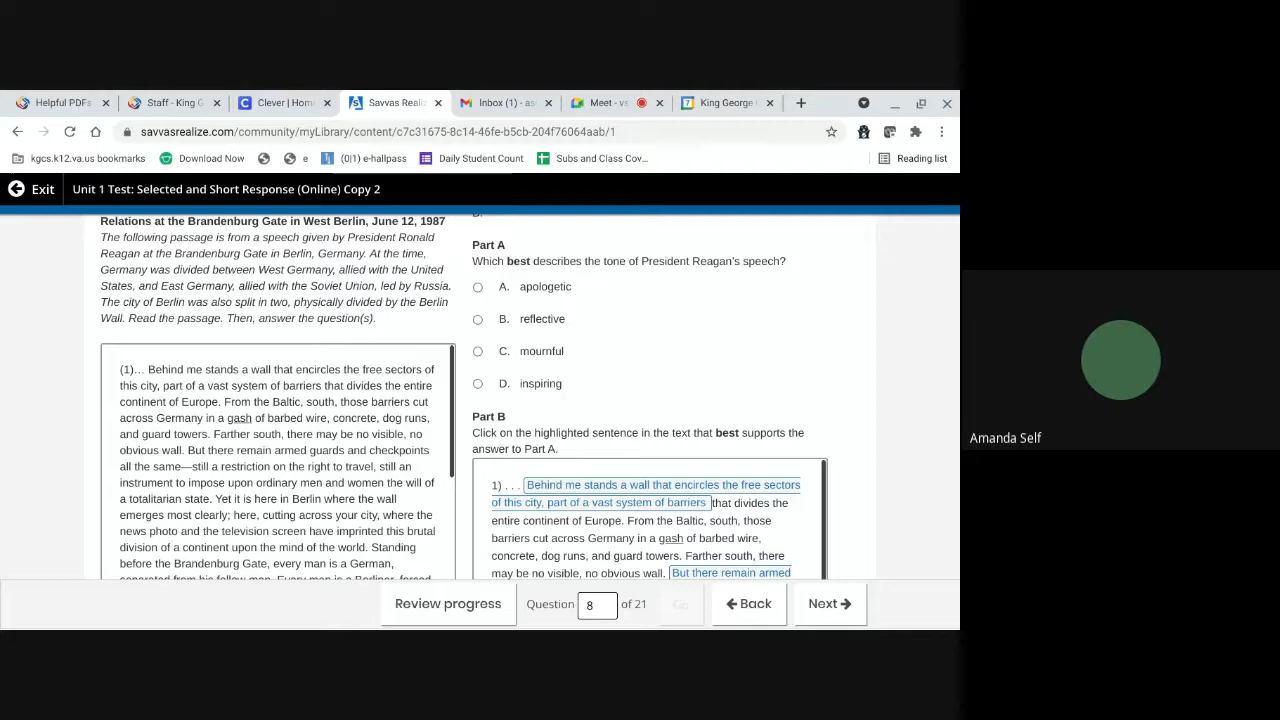 Helpful PDFs
Staff - King G
Clever | Hom
Savvas Reali
Inbox (1) - as
Meet - vs
King George
savvasrealize.com/community/myLibrary/content/c7c31675-8c14-46fe-b5cb-204f76064aab/1
kgcs.k12.va.us bookmarks
Download Now
e
(0|1) e-hallpass
Daily Student Count
Subs and Class Cov...
Reading list
Exit
Unit 1 Test: Selected and Short Response (Online) Copy 2
Relations at the Brandenburg Gate in West Berlin, June 12, 1987
The following passage is from a speech given by President Ronald
Reagan at the Brandenburg Gate in Berlin, Germany. At the time,
Germany was divided between West Germany, allied with the United
States, and East Germany, allied with the Soviet Union, led by Russia.
The city of Berlin was also split in two, physically divided by the Berlin
Wall. Read the passage. Then, answer the question(s).
(1)... Behind me stands a wall that encircles the free sectors of
this city, part of a vast system of barriers that divides the entire
continent of Europe. From the Baltic, south, those barriers cut
across Germany in a gash of barbed wire, concrete, dog runs,
and guard towers. Farther south, there may be no visible, no
obvious wall. But there remain armed guards and checkpoints
all the same—still a restriction on the right to travel, still an
instrument to impose upon ordinary men and women the will of
a totalitarian state. Yet it is here in Berlin where the wall
emerges most clearly; here, cutting across your city, where the
news photo and the television screen have imprinted this brutal
division of a continent upon the mind of the world. Standing
before the Brandenburg Gate, every man is a German,
separated from his fellow men. Every man is a Berliner, forced
Part A
Which best describes the tone of President Reagan's speech?
A. apologetic
B. reflective
C. mournful
D. inspiring
Part B
Click on the highlighted sentence in the text that best supports the
answer to Part A.
1) . . . Behind me stands a wall that encircles the free sectors
of this city, part of a vast system of barriers that divides the
entire continent of Europe. From the Baltic, south, those
barriers cut across Germany in a gash of barbed wire,
concrete, dog runs, and guard towers. Farther south, there
may be no visible, no obvious wall. But there remain armed
Review progress
Question 8 of 21
Go
Back
Next
Amanda Self